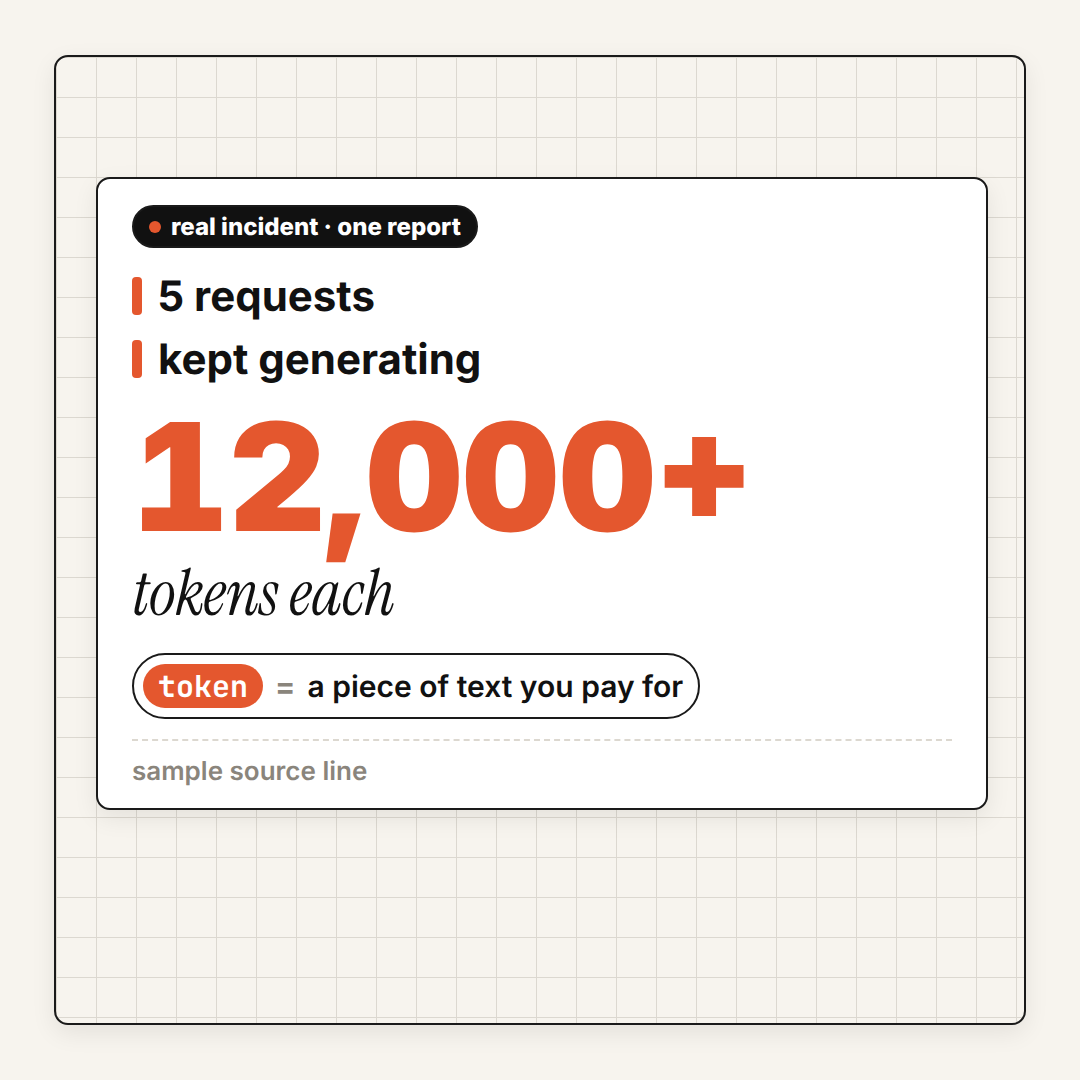 real incident · one report
5 requests
kept generating
12,000+
tokens each
token = a piece of text you pay for
sample source line